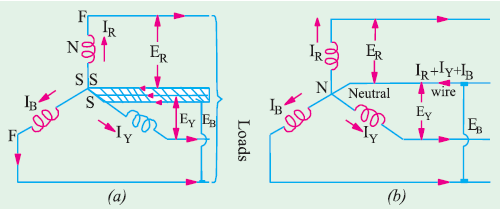 F
I_R
E_R
N
S S
S
I_B
F
I_Y
E_Y
E_B
Loads
(a)
I_R
E_R
N
Neutral
I_R+I_Y+I_B
wire
I_B
I_Y
E_Y
E_B
(b)